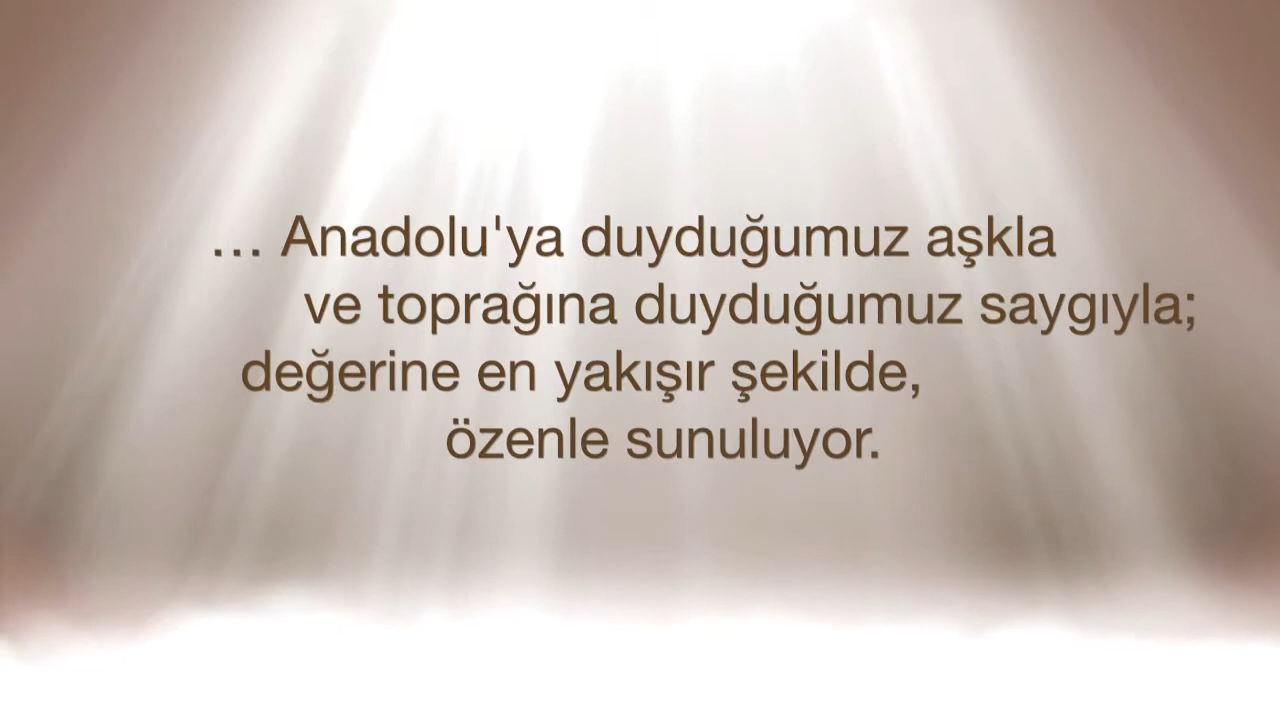 … Anadolu'ya duyduğumuz aşkla
ve toprağına duyduğumuz saygıyla;
değerine en yakışır şekilde,
özenle sunuluyor.